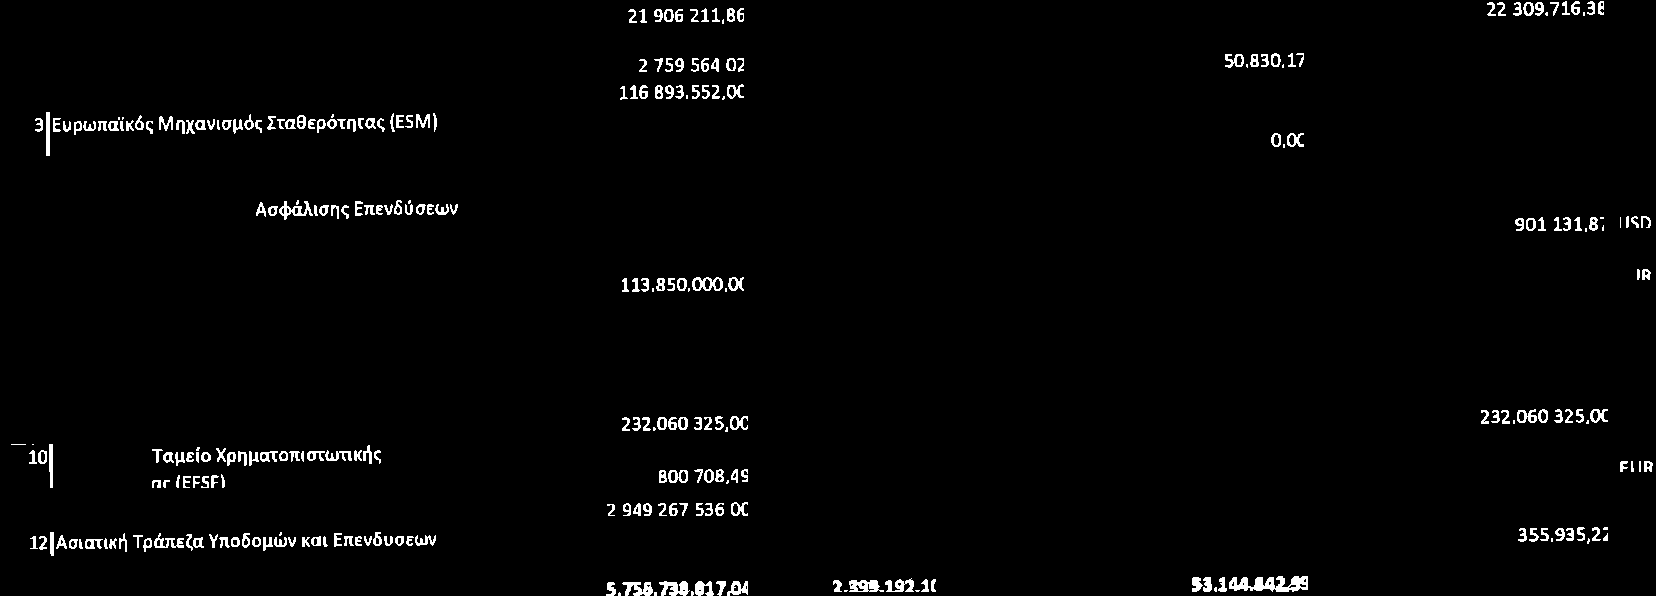 21 906 211,86 22 309.716,38
2 759 564 02 50.830,17
116 893.552,00
3 Ευρωπαϊκός Μηχανισμός Σταθερότητας (ESM)
0,00
Ασφάλισης Επενδύσεων
901 131,87 USD
113.850,000,00
232.060 325,00 232.060 325,00
10 Ταμείο Χρηματοπιστωτικής
(EFSF) 800 708,49 EUR
2 949 267 536 00
12 Ασιατική Τράπεζα Υποδομών και Επενδυσεων 355.935,22